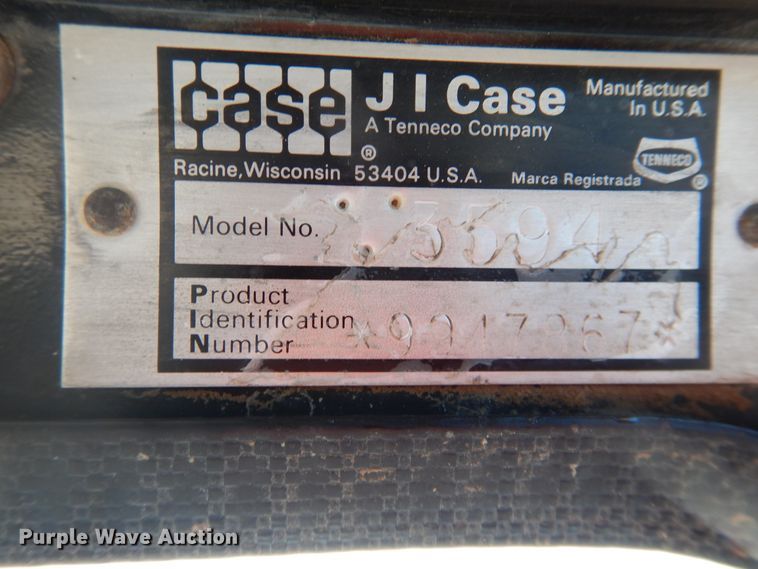 case
J I Case
A Tenneco Company
Manufactured
In U.S.A.
®
TENNECO
Racine, Wisconsin 53404 U.S.A.
Marca Registrada ®
Model No. 3594
Product
Identification
Number
Purple Wave Auction